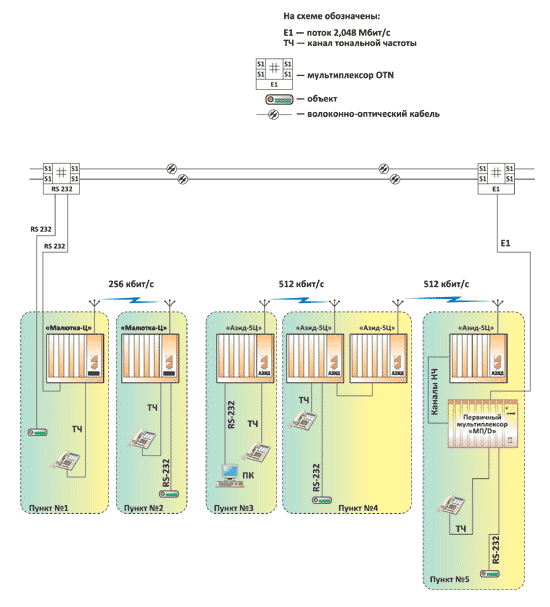 На схеме обозначены:
E1 — поток 2,048 Мбит/с
ТЧ — канал тональной частоты
S1 S1
S1 S1
E1
— мультиплексор OTN
— объект
— волоконно-оптический кабель
S1 S1
S1 S1
RS 232
S1 S1
S1 S1
E1
RS 232
RS 232
E1
256 кбит/с
512 кбит/с
512 кбит/с
«Малютка-Ц»
«Малютка-Ц»
«Азид-5Ц»
«Азид-5Ц»
«Азид-5Ц»
«Азид-5Ц»
АЗИД
АЗИД
АЗИД
АЗИД
ТЧ
ТЧ
RS-232
RS-232
ТЧ
ПК
ТЧ
RS-232
Каналы НЧ
Первичный
мультиплексор
«МП/D»
ТЧ
RS-232
Пункт №1
Пункт №2
Пункт №3
Пункт №4
Пункт №5